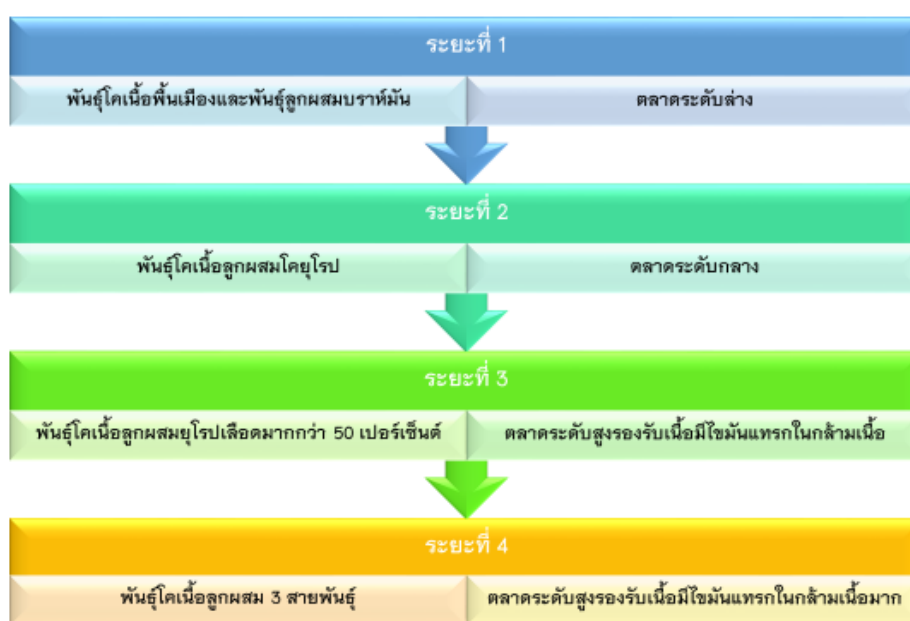 ระยะที่ 1
พันธุ์โคเนื้อพื้นเมืองและพันธุ์ลูกผสมบราห์มัน
ตลาดระดับล่าง
ระยะที่ 2
พันธุ์โคเนื้อลูกผสมโคยุโรป
ตลาดระดับกลาง
ระยะที่ 3
พันธุ์โคเนื้อลูกผสมยุโรปเลือดมากกว่า 50 เปอร์เซ็นต์
ตลาดระดับสูงรองรับเนื้อมีไขมันแทรกในกล้ามเนื้อ
ระยะที่ 4
พันธุ์โคเนื้อลูกผสม 3 สายพันธุ์
ตลาดระดับสูงรองรับเนื้อมีไขมันแทรกในกล้ามเนื้อมาก